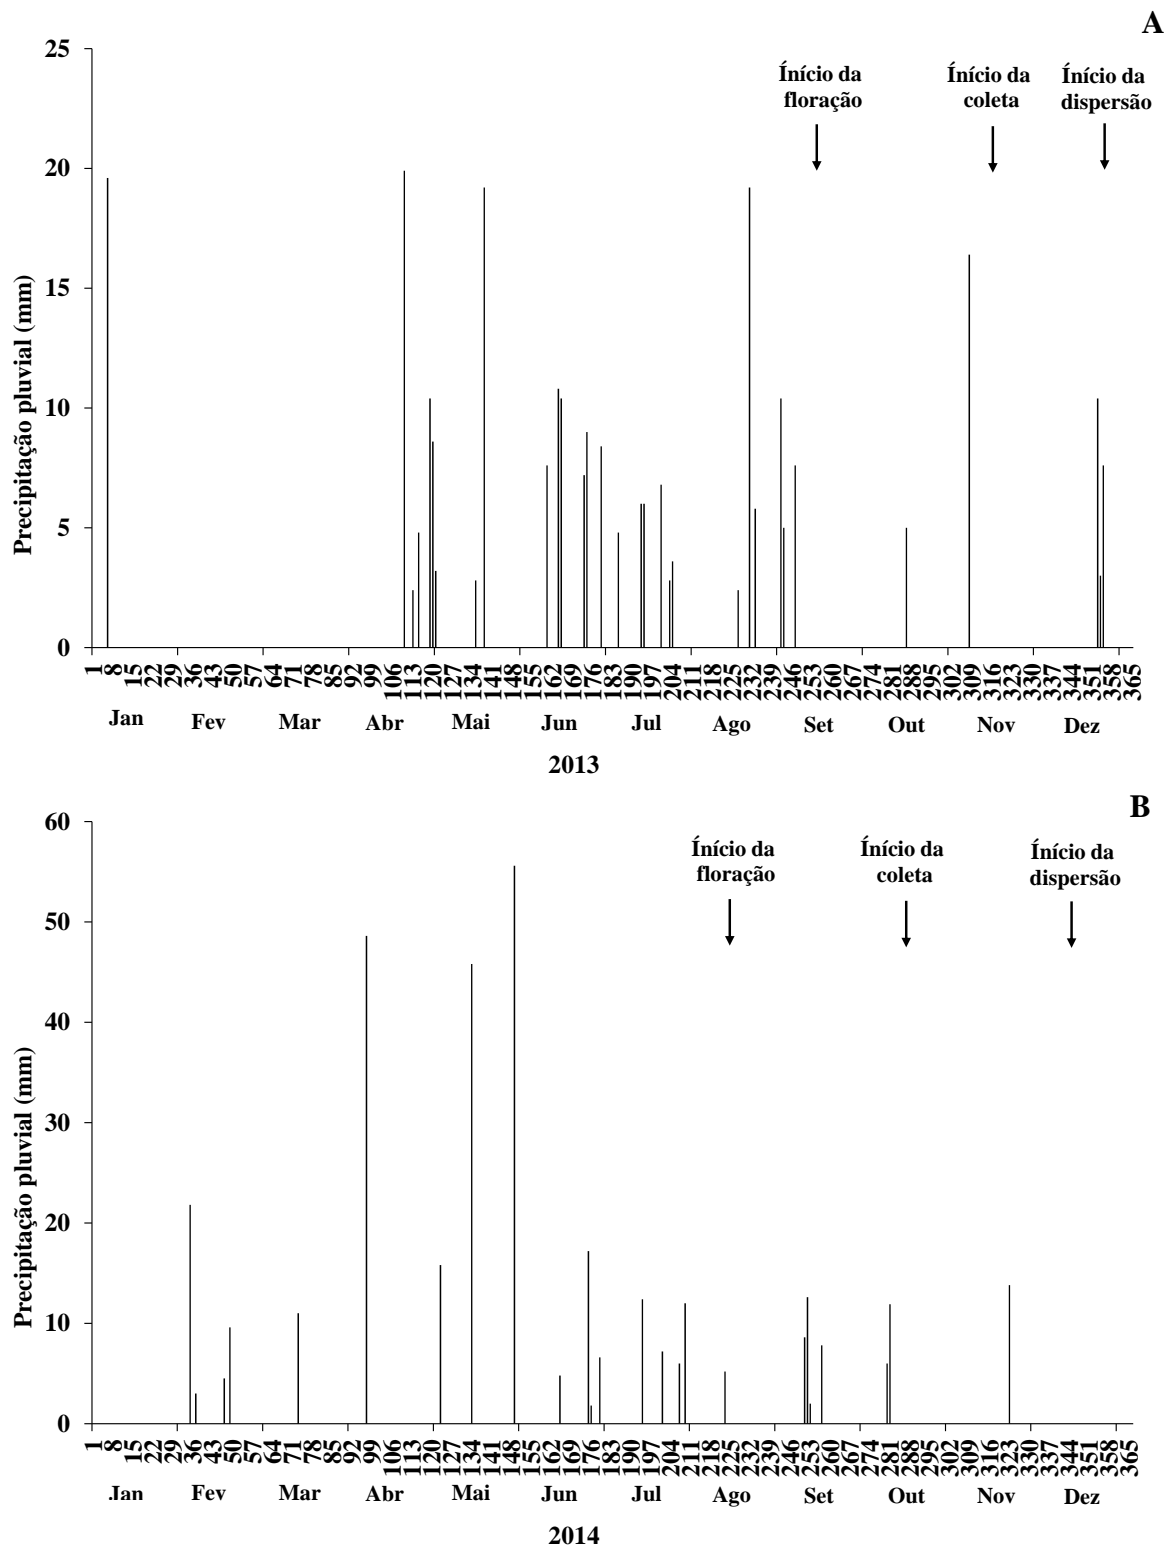 A
25
20
15
10
5
0
Precipitação pluvial (mm)
Ínício da
floração
Ínício da
coleta
Ínício da
dispersão
1 8 15 22 29 36 43 50 57 64 71 78 85 92 99 106 113 120 127 134 141 148 155 162 169 176 183 190 197 204 211 218 225 232 239 246 253 260 267 274 281 288 295 302 309 316 323 330 337 344 351 358 365
Jan Fev Mar Abr Mai Jun Jul Ago Set Out Nov Dez
2013
B
60
50
40
30
20
10
0
Precipitação pluvial (mm)
Ínício da
floração
Ínício da
coleta
Ínício da
dispersão
1 8 15 22 29 36 43 50 57 64 71 78 85 92 99 106 113 120 127 134 141 148 155 162 169 176 183 190 197 204 211 218 225 232 239 246 253 260 267 274 281 288 295 302 309 316 323 330 337 344 351 358 365
Jan Fev Mar Abr Mai Jun Jul Ago Set Out Nov Dez
2014